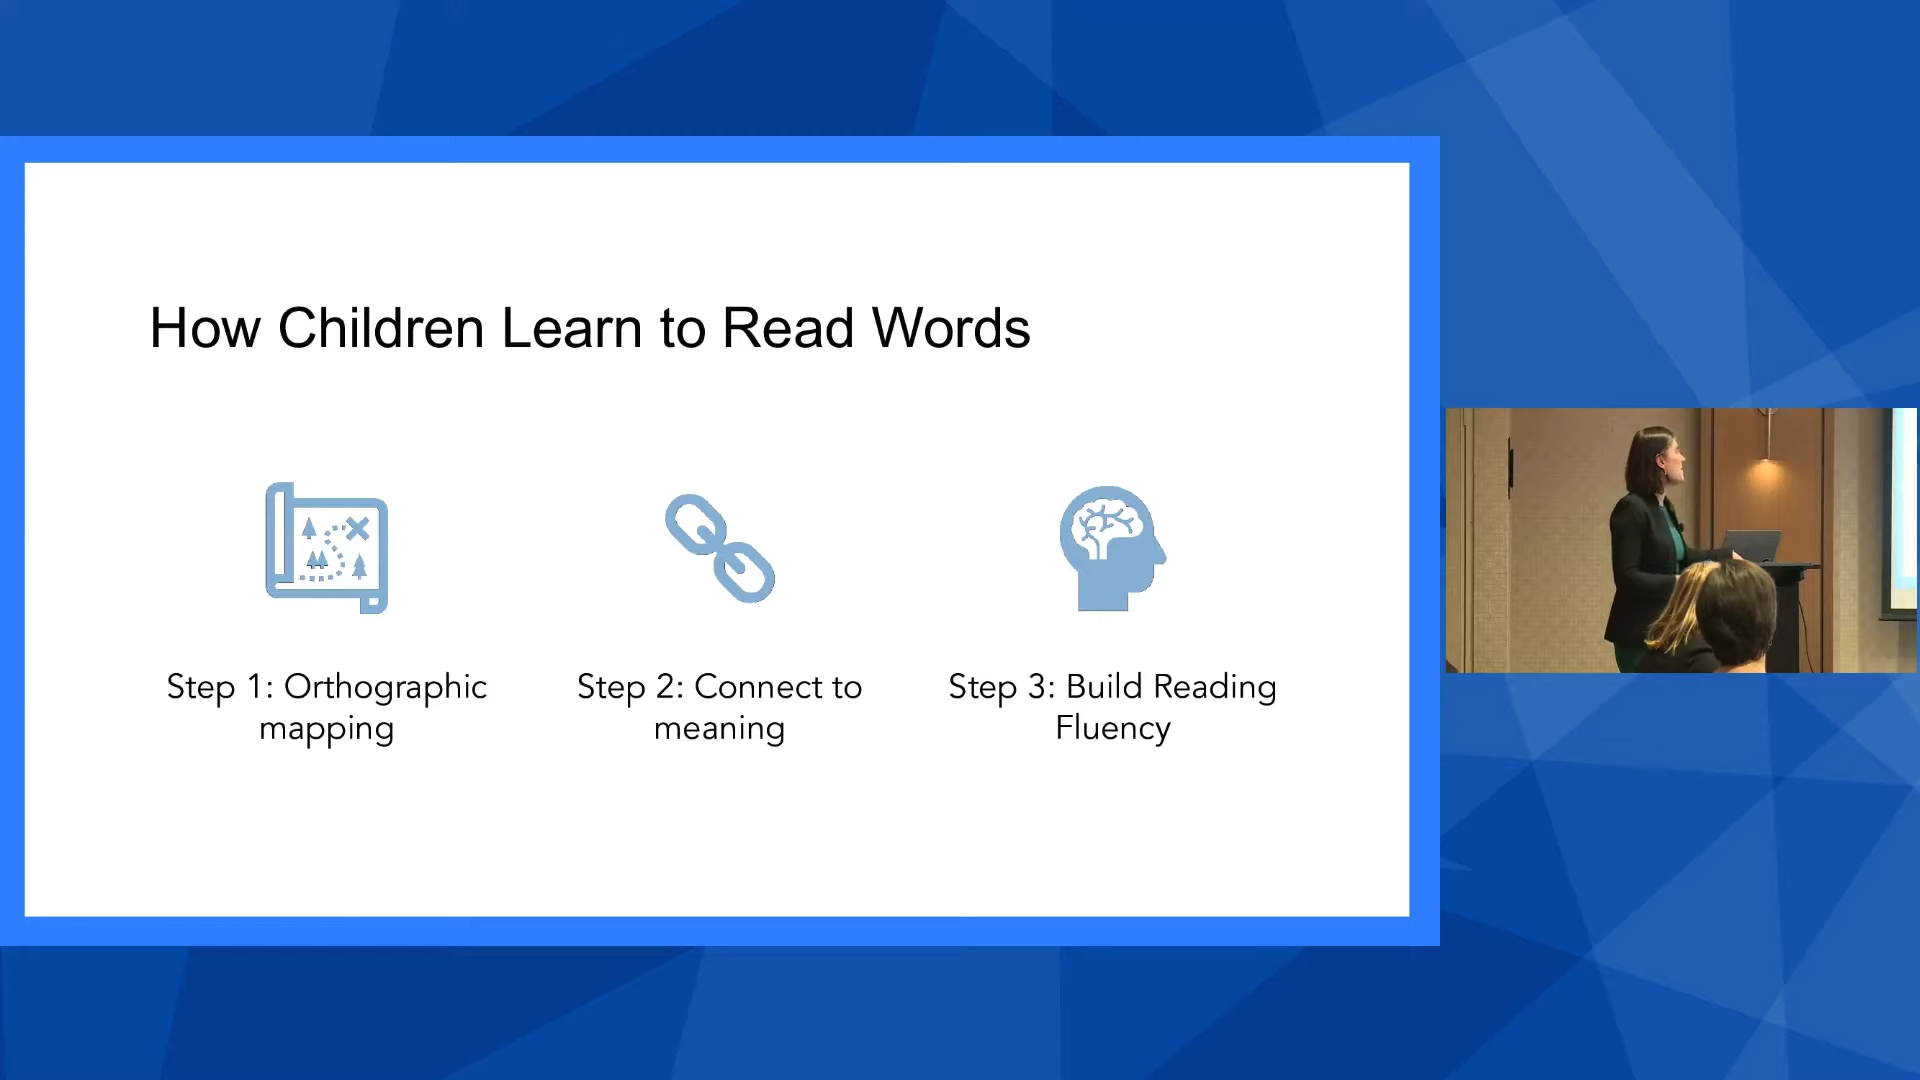 How Children Learn to Read Words
Step 1: Orthographic
mapping
Step 2: Connect to
meaning
Step 3: Build Reading
Fluency